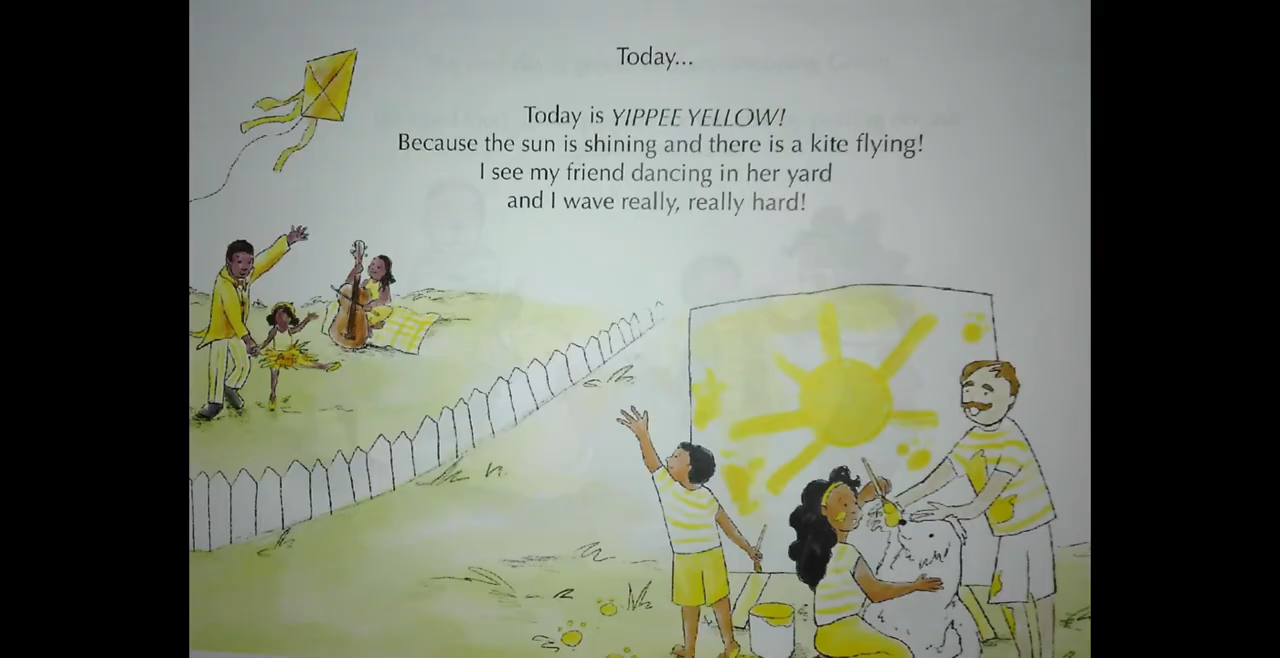 Today...
Today is YIPPEE YELLOW!
Because the sun is shining and there is a kite flying!
I see my friend dancing in her yard
and I wave really, really hard!